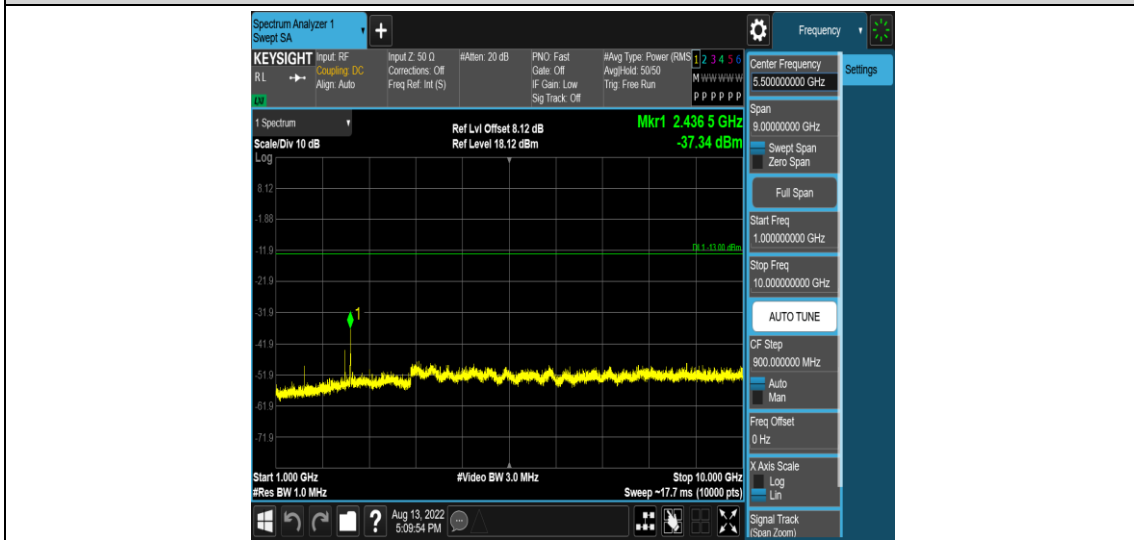 Spectrum Analyzer 1
Swept SA
+
Frequency
KEYSIGHT
RL
LXI
Input: RF
Coupling: DC
Align: Auto
Input Z: 50 Ω
Corrections: Off
Freq Ref: Int (S)
#Atten: 20 dB
PNO: Fast
Gate: Off
IF Gain: Low
Sig Track: Off
#Avg Type: Power (RMS
Avg|Hold: 50/50
Trig: Free Run
1 2 3 4 5 6
M W W W W W
P P P P P P
1 Spectrum
Scale/Div 10 dB
Log
Ref Lvl Offset 8.12 dB
Ref Level 18.12 dBm
Mkr1 2.436 5 GHz
-37.34 dBm
8.12
-1.88
-11.9
DL1 -13.00 dBm
-21.9
-31.9
1
-41.9
-51.9
-61.9
-71.9
Start 1.000 GHz
#Res BW 1.0 MHz
#Video BW 3.0 MHz
Stop 10.000 GHz
Sweep ~17.7 ms (10000 pts)
?
Aug 13, 2022
5:09:54 PM
Center Frequency
5.50000000 GHz
Settings
Span
9.00000000 GHz
Swept Span
Zero Span
Full Span
Start Freq
1.000000000 GHz
Stop Freq
10.000000000 GHz
AUTO TUNE
CF Step
900.000000 MHz
Auto
Man
Freq Offset
0 Hz
X Axis Scale
Log
Lin
Signal Track
(Span Zoom)